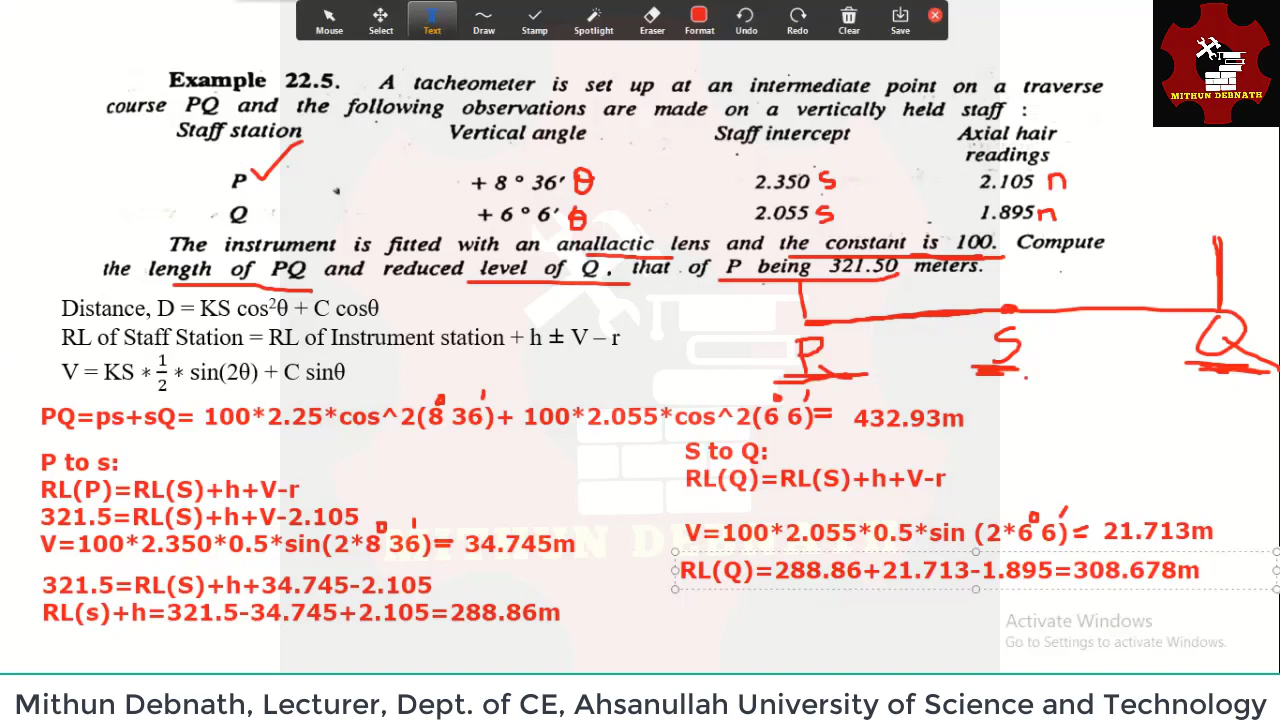 Mouse Select Text Draw Stamp Spotlight Eraser Format Undo Redo Clear Save
MITHUN DEBNATH
Example 22.5. A tacheometer is set up at an intermediate point on a traverse
course PQ and the following observations are made on a vertically held staff :
Staff station Vertical angle Staff intercept Axial hair
readings
P + 8 ° 36′ θ 2.350 s 2.105 n
Q + 6 ° 6′ θ 2.055 s 1.895 n
The instrument is fitted with an anallactic lens and the constant is 100. Compute
the length of PQ and reduced level of Q, that of P being 321.50 meters.
Distance, D = KS cos²θ + C cosθ
RL of Staff Station = RL of Instrument station + h ± V – r
V = KS * 1/2 * sin(2θ) + C sinθ
P S Q
PQ=ps+sQ= 100*2.25*cos^2(8° 36')+ 100*2.055*cos^2(6° 6')= 432.93m
P to s:
RL(P)=RL(S)+h+V-r
321.5=RL(S)+h+V-2.105
V=100*2.350*0.5*sin(2*8° 36')= 34.745m
321.5=RL(S)+h+34.745-2.105
RL(s)+h=321.5-34.745+2.105=288.86m
S to Q:
RL(Q)=RL(S)+h+V-r
V=100*2.055*0.5*sin (2*6° 6')= 21.713m
RL(Q)=288.86+21.713-1.895=308.678m
MITHUN DEBNATH
Activate Windows
Go to Settings to activate Windows.
Mithun Debnath, Lecturer, Dept. of CE, Ahsanullah University of Science and Technology